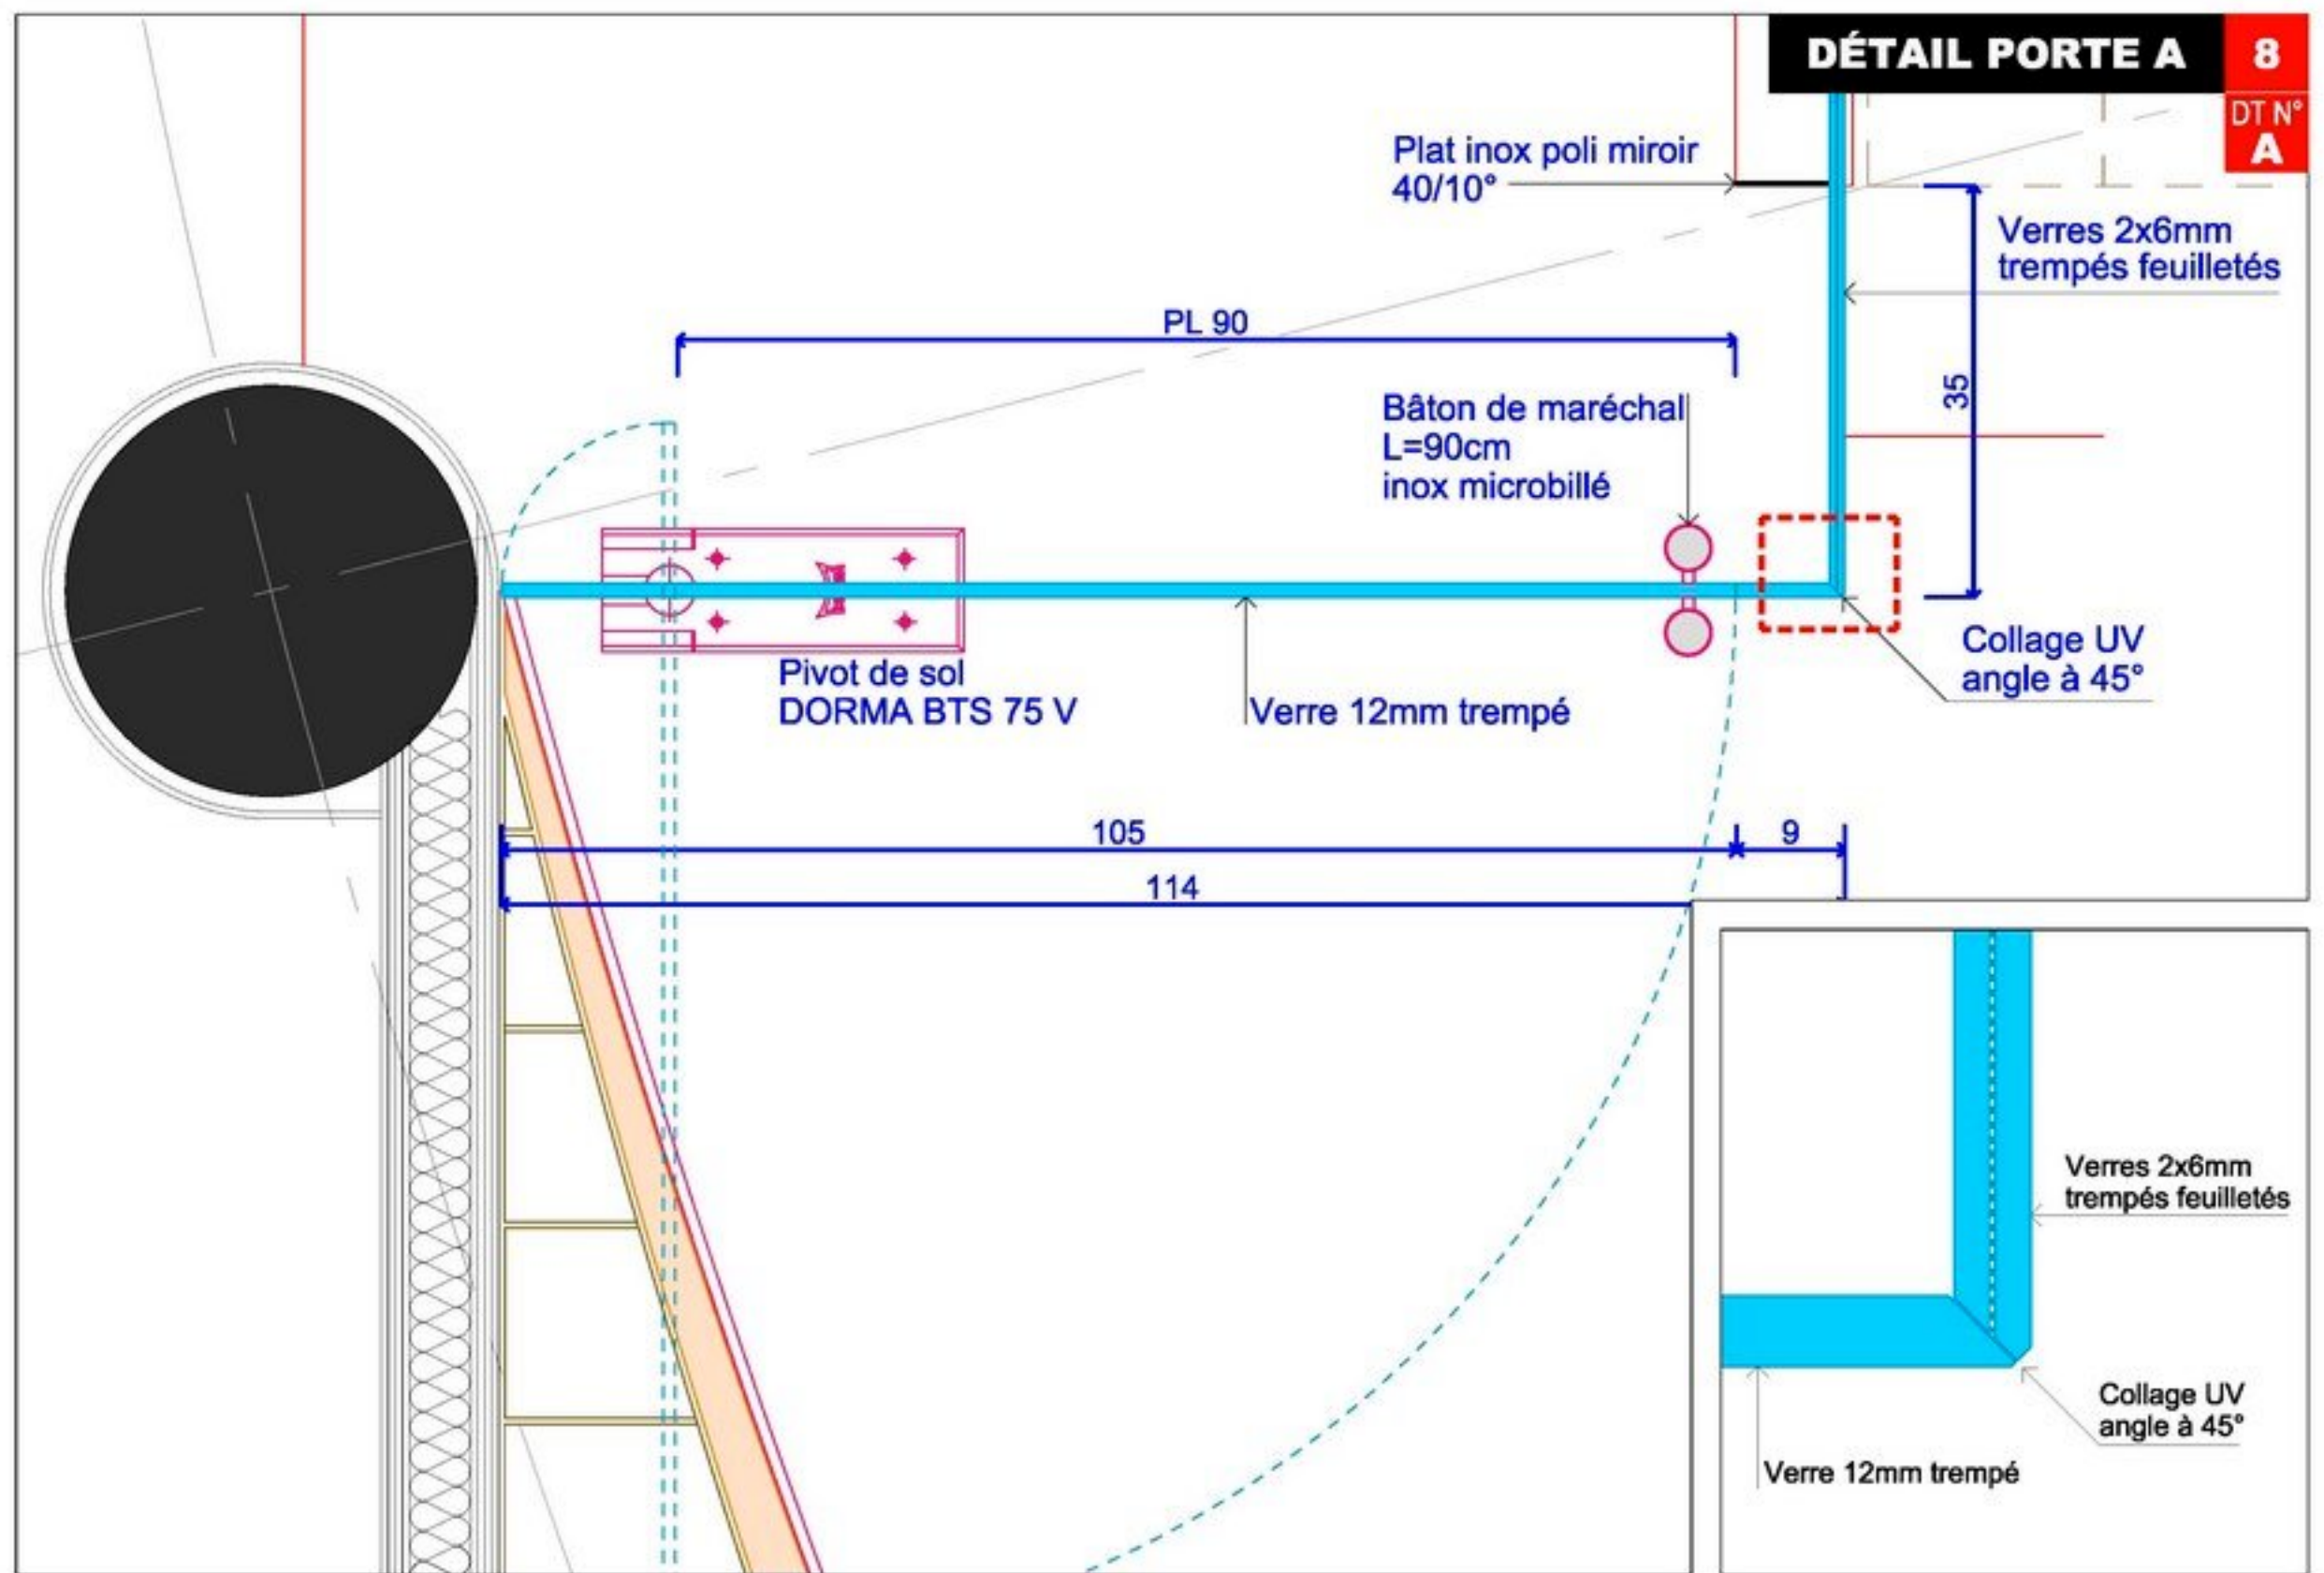 DÉTAIL PORTE A
8
DT N°
A
Plat inox poli miroir
40/10°
Verres 2x6mm
trempés feuilletés
PL 90
35
Bâton de maréchal
L=90cm
inox microbillé
Collage UV
angle à 45°
Pivot de sol
DORMA BTS 75 V
Verre 12mm trempé
105
9
114
Verres 2x6mm
trempés feuilletés
Collage UV
angle à 45°
Verre 12mm trempé